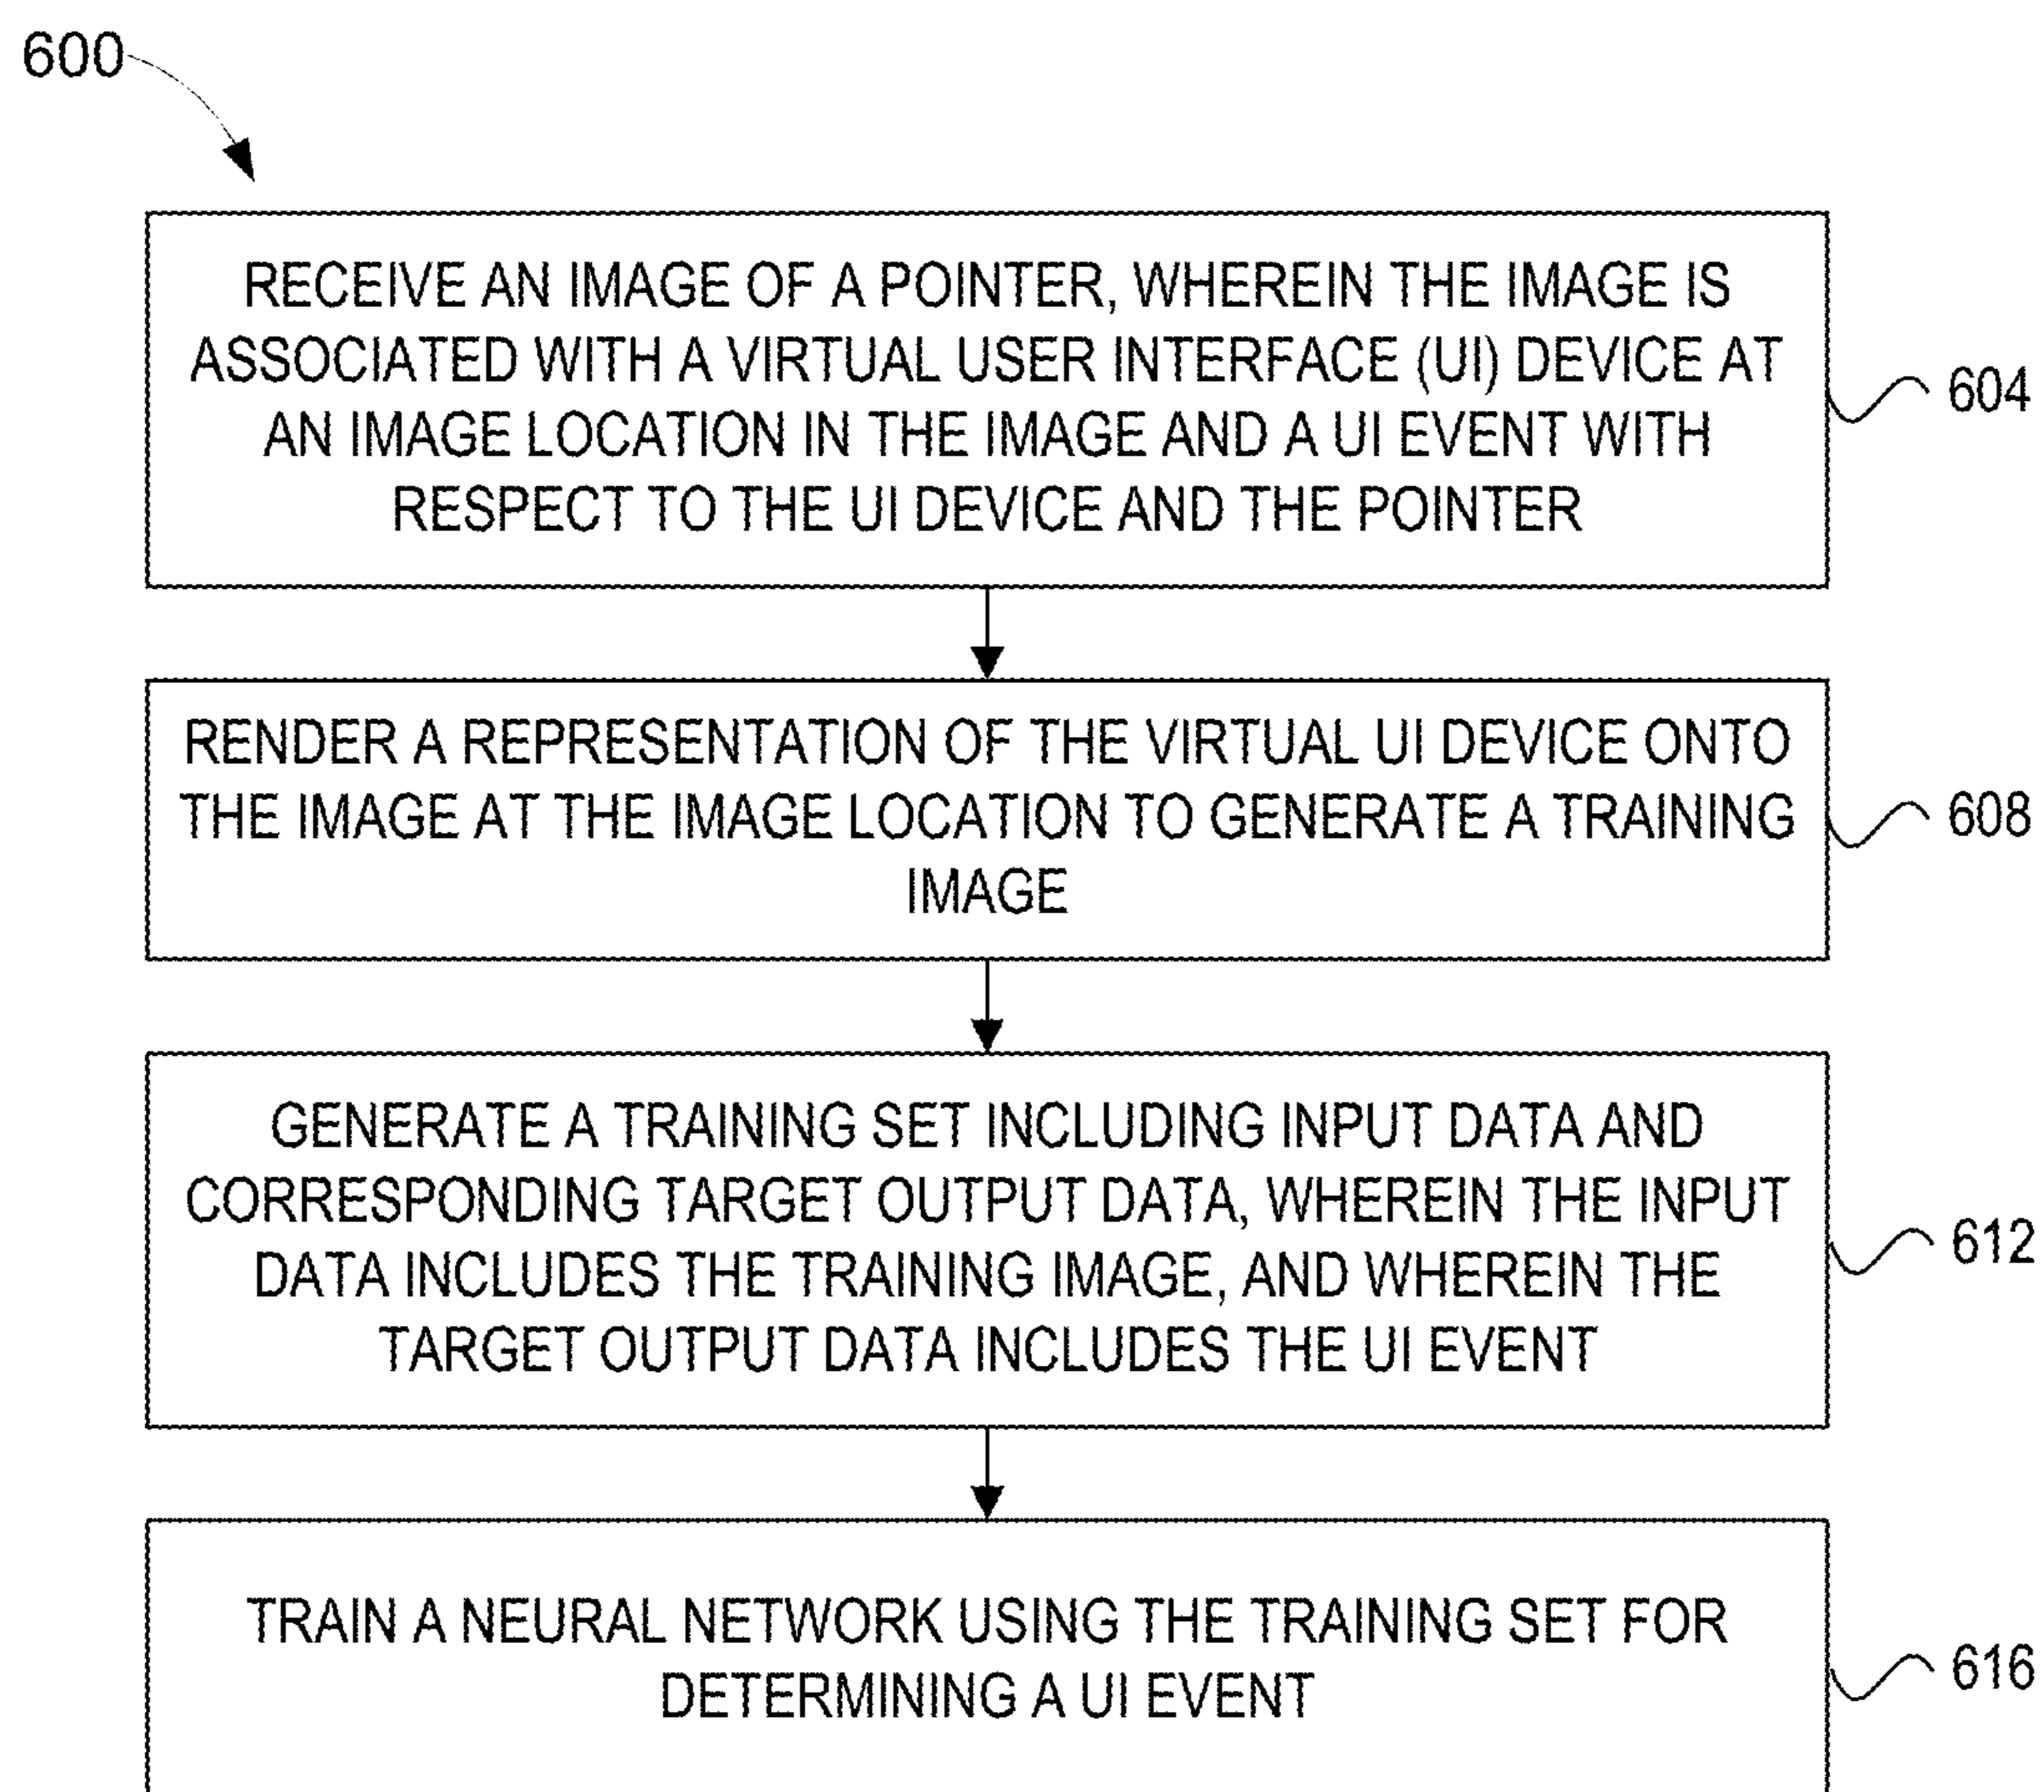 600
RECEIVE AN IMAGE OF A POINTER, WHEREIN THE IMAGE IS
ASSOCIATED WITH A VIRTUAL USER INTERFACE (UI) DEVICE AT
AN IMAGE LOCATION IN THE IMAGE AND A UI EVENT WITH
RESPECT TO THE UI DEVICE AND THE POINTER
604
RENDER A REPRESENTATION OF THE VIRTUAL UI DEVICE ONTO
THE IMAGE AT THE IMAGE LOCATION TO GENERATE A TRAINING
IMAGE
608
GENERATE A TRAINING SET INCLUDING INPUT DATA AND
CORRESPONDING TARGET OUTPUT DATA, WHEREIN THE INPUT
DATA INCLUDES THE TRAINING IMAGE, AND WHEREIN THE
TARGET OUTPUT DATA INCLUDES THE UI EVENT
612
TRAIN A NEURAL NETWORK USING THE TRAINING SET FOR
DETERMINING A UI EVENT
616